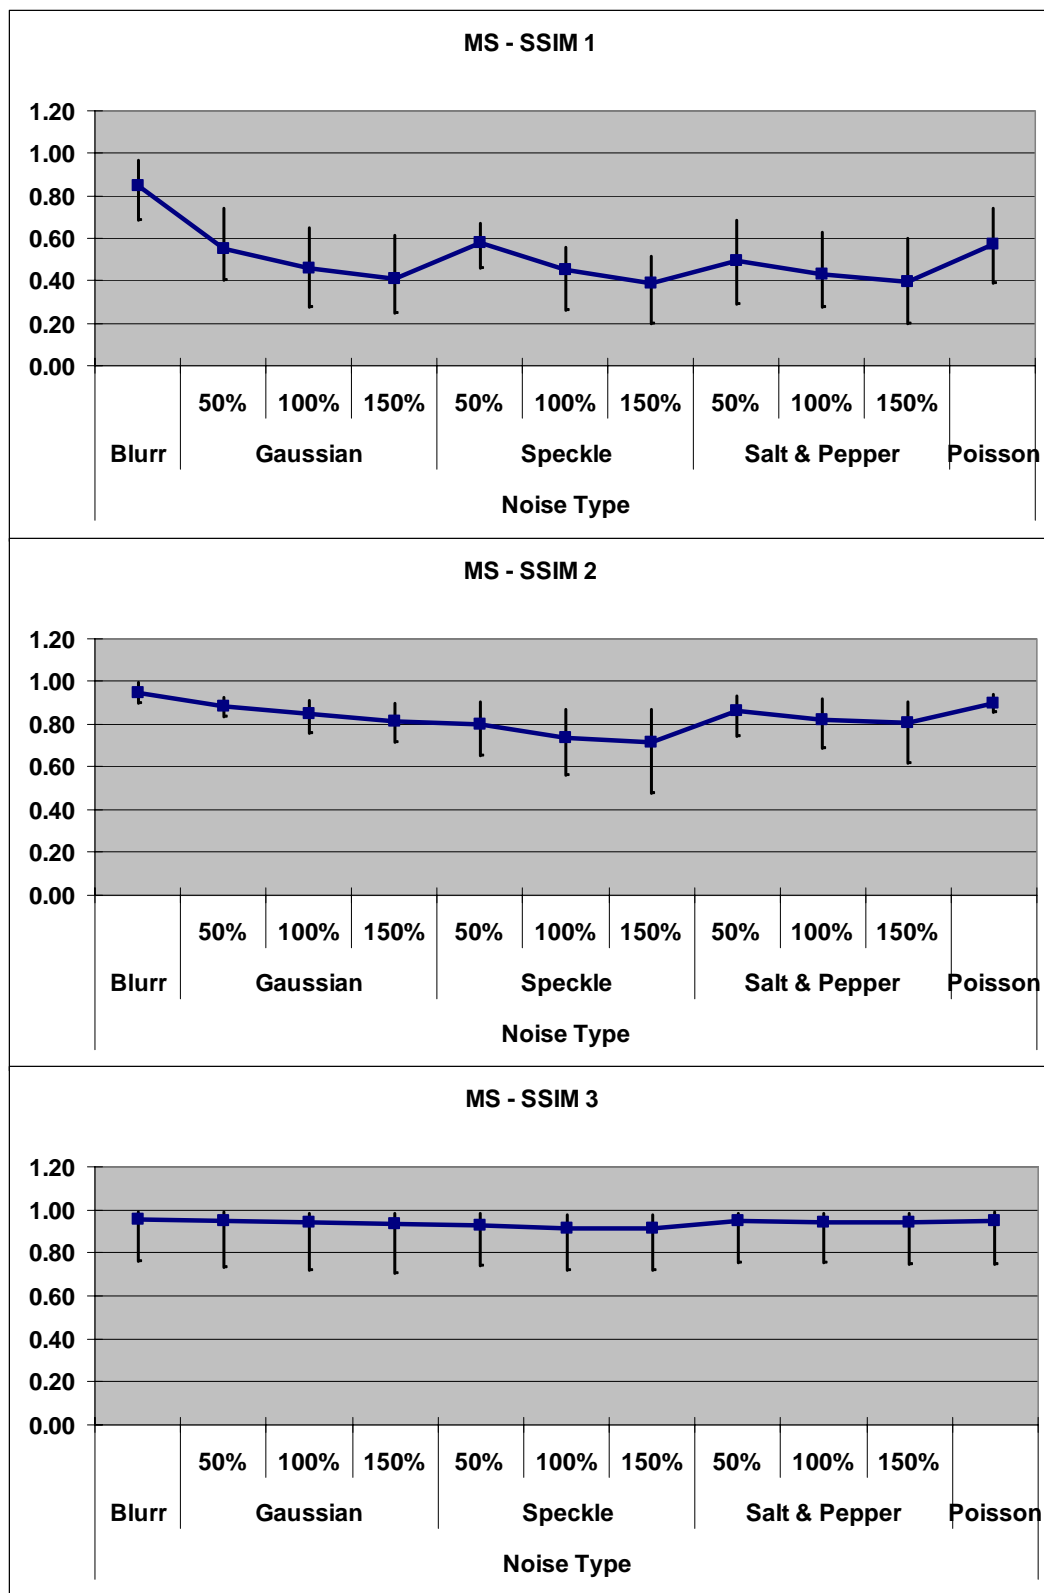 MS - SSIM 1
1.20
1.00
0.80
0.60
0.40
0.20
0.00
50% 100% 150% 50% 100% 150% 50% 100% 150%
Blurr Gaussian Speckle Salt & Pepper Poisson
Noise Type
MS - SSIM 2
1.20
1.00
0.80
0.60
0.40
0.20
0.00
50% 100% 150% 50% 100% 150% 50% 100% 150%
Blurr Gaussian Speckle Salt & Pepper Poisson
Noise Type
MS - SSIM 3
1.20
1.00
0.80
0.60
0.40
0.20
0.00
50% 100% 150% 50% 100% 150% 50% 100% 150%
Blurr Gaussian Speckle Salt & Pepper Poisson
Noise Type